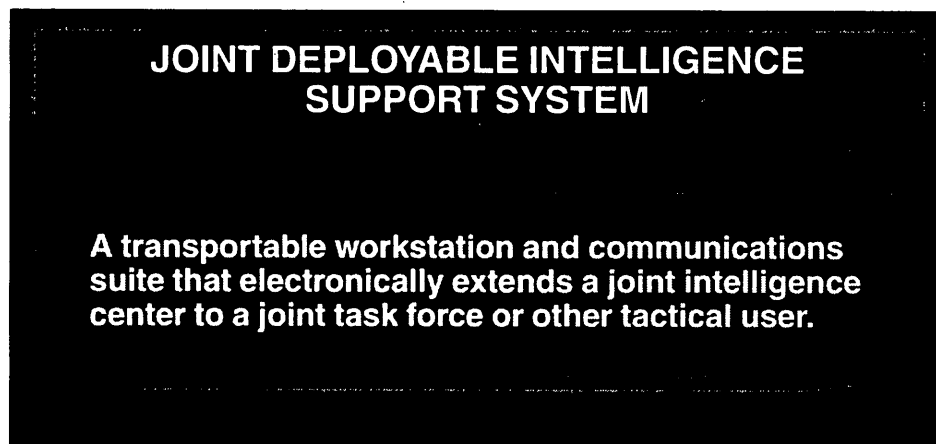 JOINT DEPLOYABLE INTELLIGENCE
SUPPORT SYSTEM
A transportable workstation and communications
suite that electronically extends a joint intelligence
center to a joint task force or other tactical user.